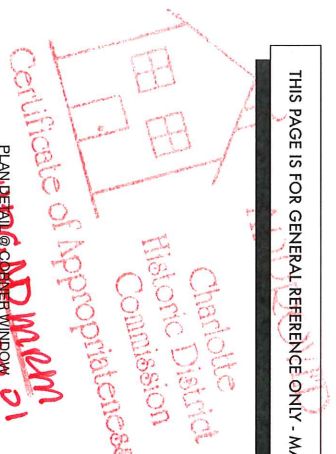 THIS PAGE IS FOR GENERAL REFERENCE ONLY - MA
Charlotte
Historic District
Commission
Certificate of Appropriateness
PLAN DETAIL @ CORNER WINDOW